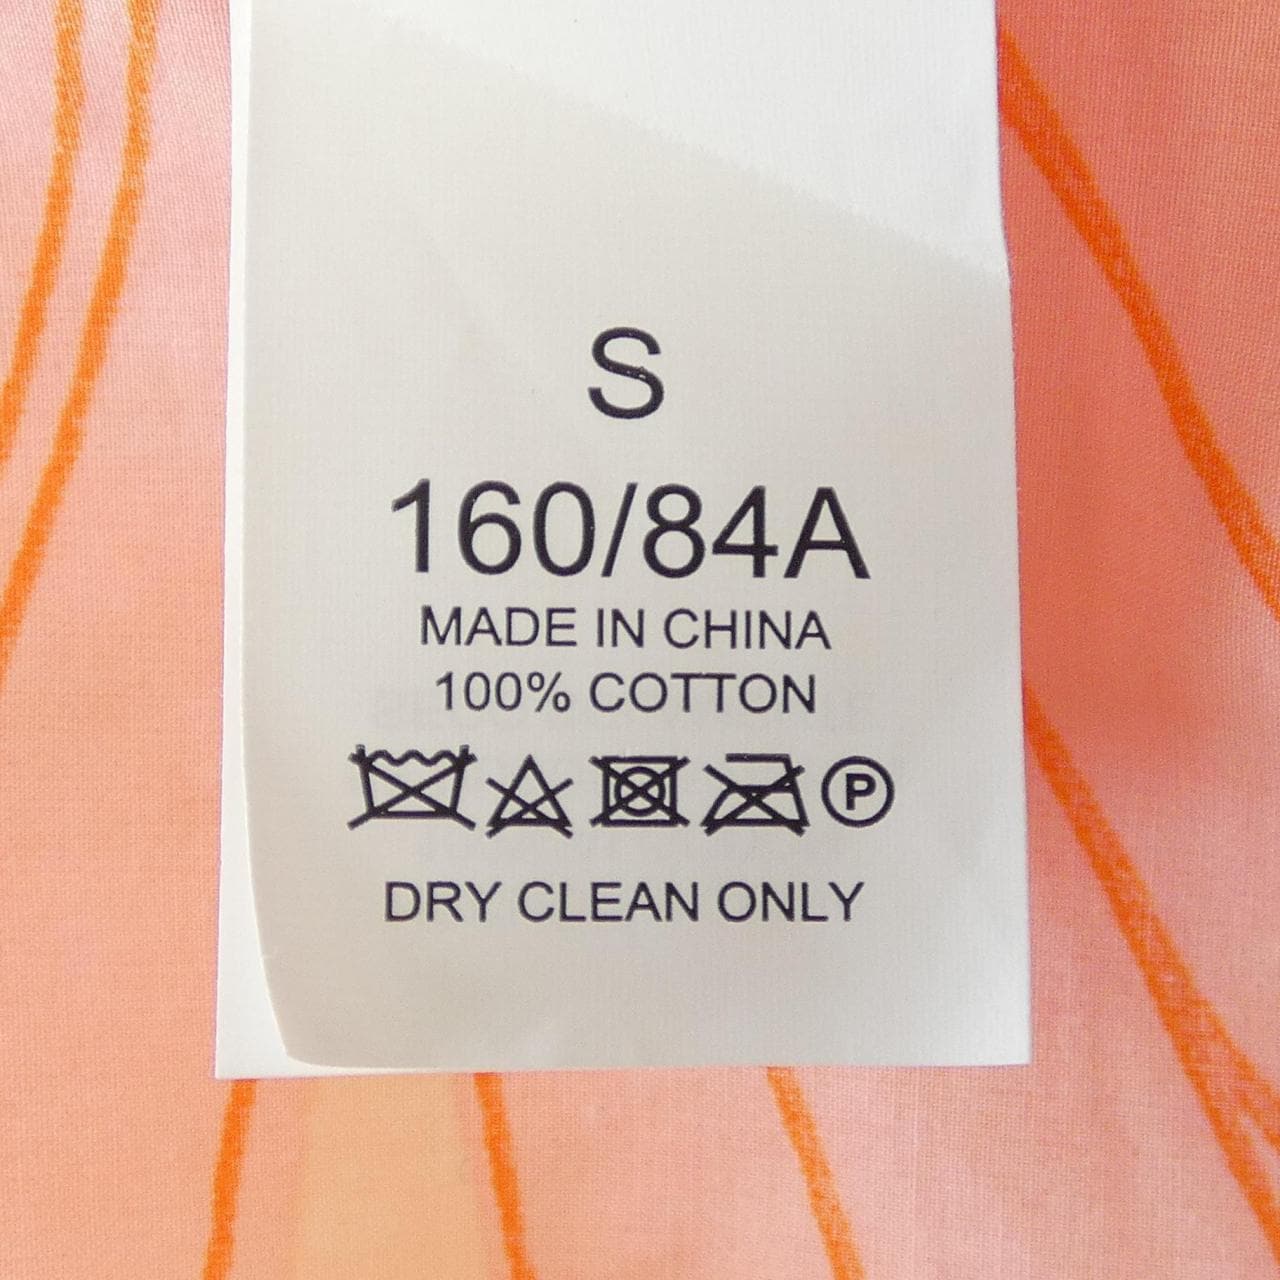 S
160/84A
MADE IN CHINA
100% COTTON
P
DRY CLEAN ONLY